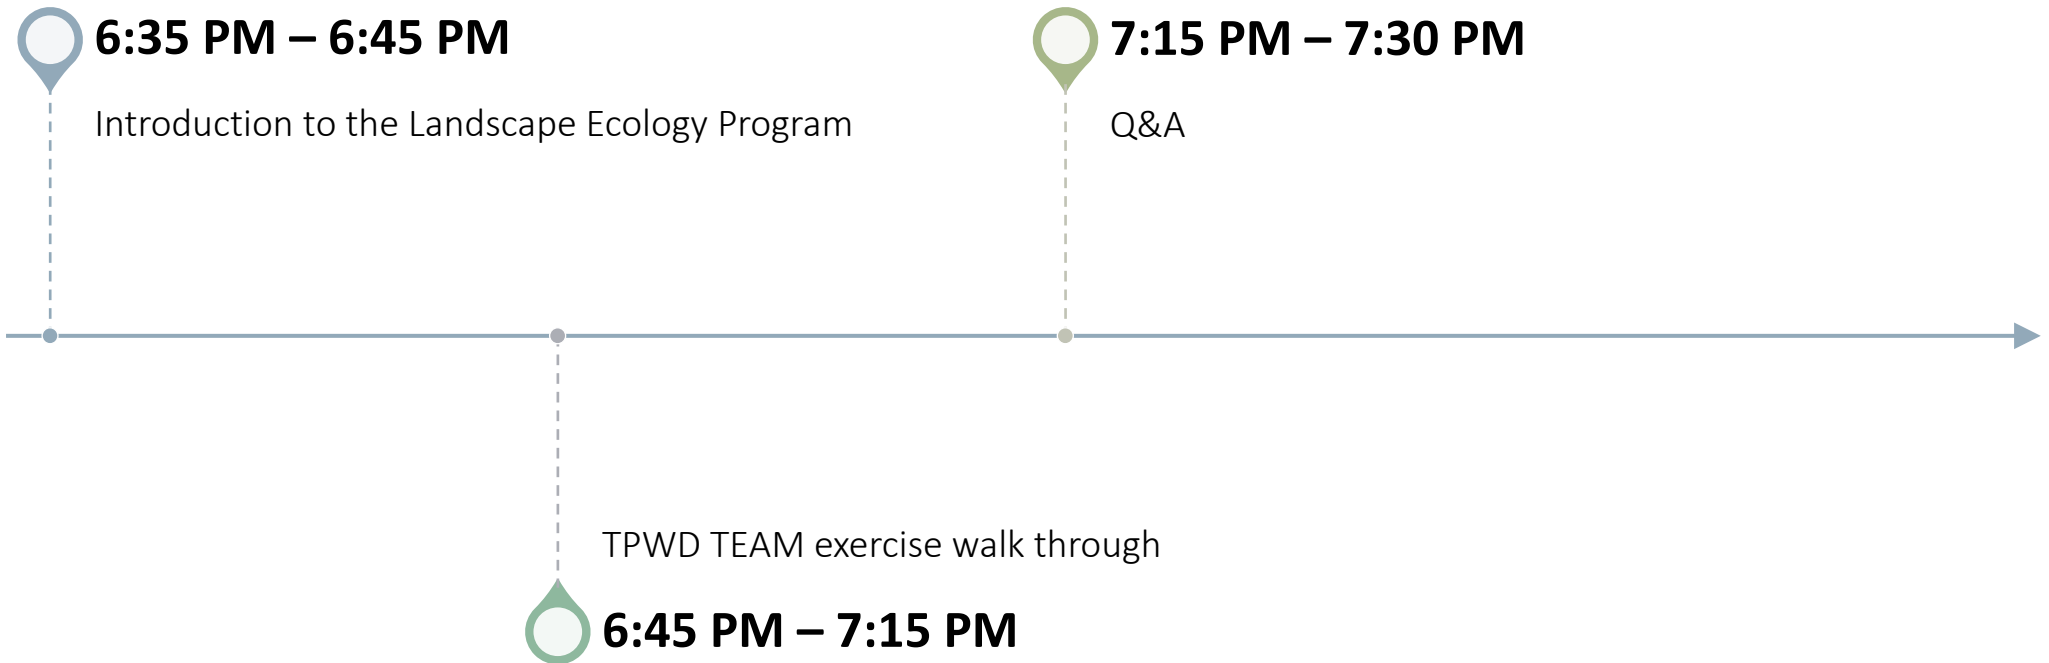 6:35 PM – 6:45 PM
Introduction to the Landscape Ecology Program
7:15 PM – 7:30 PM
Q&A
TPWD TEAM exercise walk through
6:45 PM – 7:15 PM